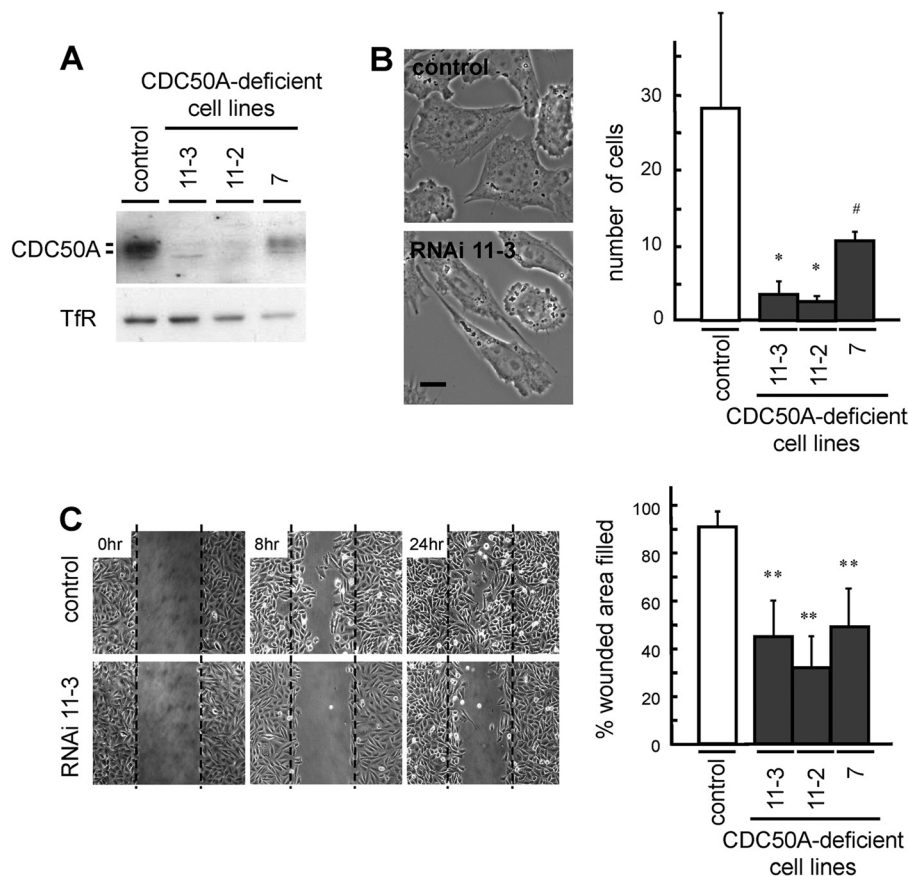 A
CDC50A-deficient
cell lines
control
11-3
11-2
7
CDC50A
TfR
B
control
RNAi 11-3
number of cells
30
20
10
0
*
*
#
control
11-3
11-2
7
CDC50A-deficient
cell lines
C
0hr
8hr
24hr
control
RNAi 11-3
% wounded area filled
100
80
60
40
20
0
**
**
**
control
11-3
11-2
7
CDC50A-deficient
cell lines